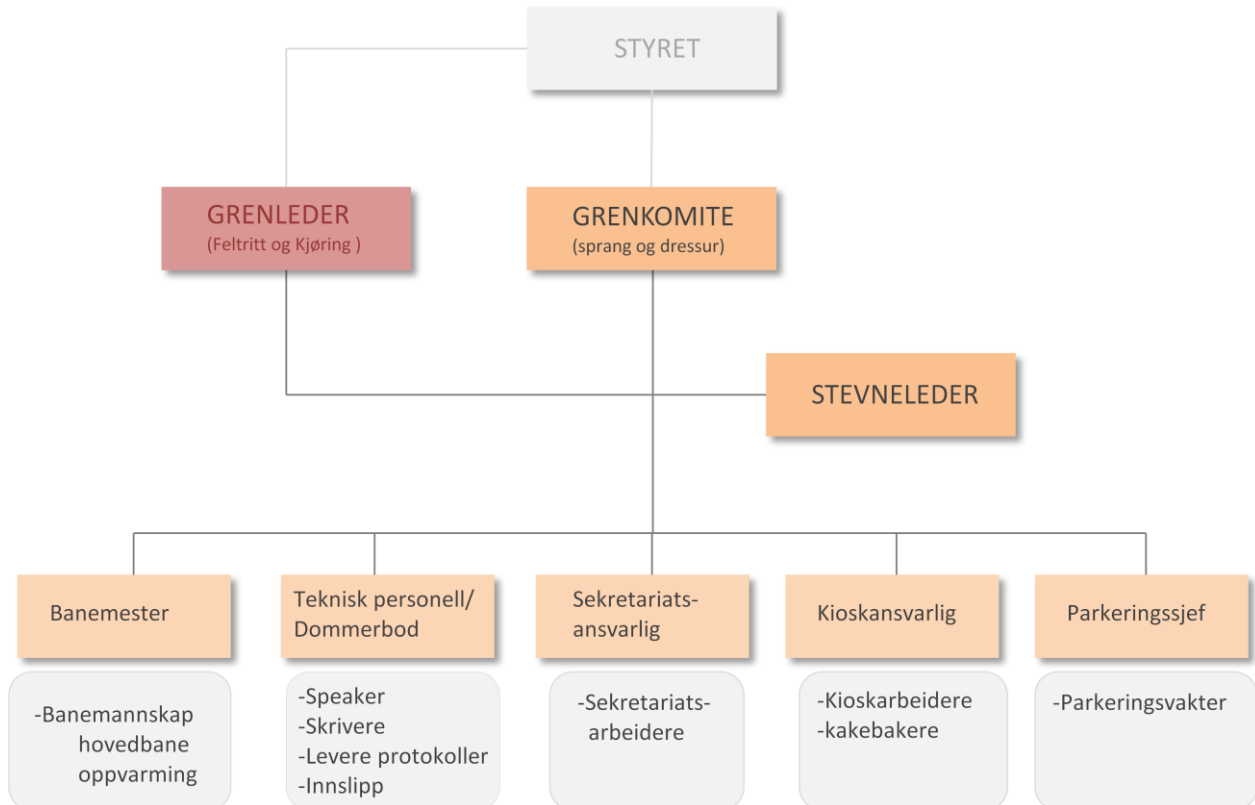 STYRET
GRENLEDER
(Feltritt og Kjøring )
GRENKOMITE
(sprang og dressur)
STEVNELEDER
Banemester
Teknisk personell/
Dommerbod
Sekretariats-
ansvarlig
Kioskansvarlig
Parkeringssjef
-Banemannskap
hovedbane
oppvarming
-Speaker
-Skrivere
-Levere protokoller
-Innslipp
-Sekretariats-
arbeidere
-Kioskarbeidere
-kakebakere
-Parkeringsvakter